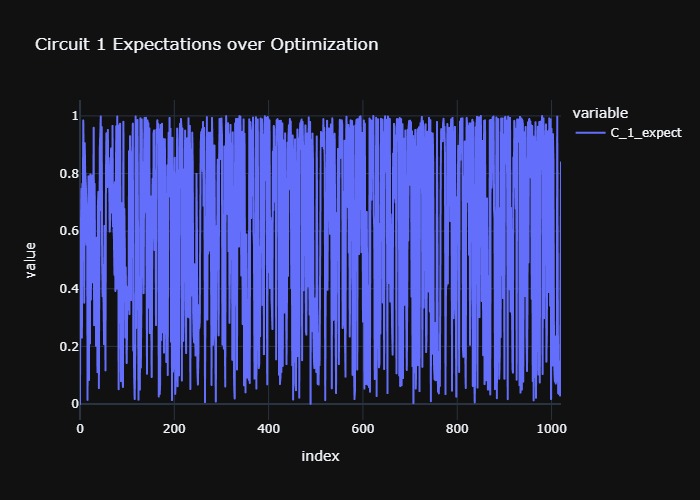 Circuit 1 Expectations over Optimization
variable
C_1_expect
1
0.8
0.6
0.4
0.2
0
value
0
200
400
600
800
1000
index